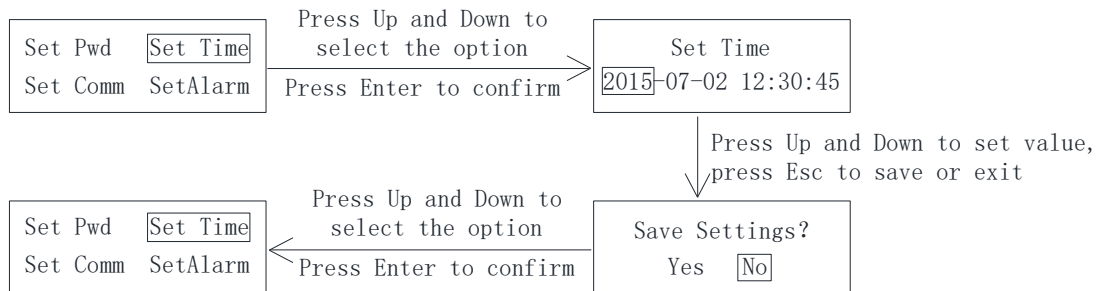 Set Pwd Set Time
Set Comm SetAlarm
Press Up and Down to
select the option
Press Enter to confirm
Set Time
2015-07-02 12:30:45
Press Up and Down to set value,
press Esc to save or exit
Save Settings?
Yes No
Press Up and Down to
select the option
Press Enter to confirm
Set Pwd Set Time
Set Comm SetAlarm